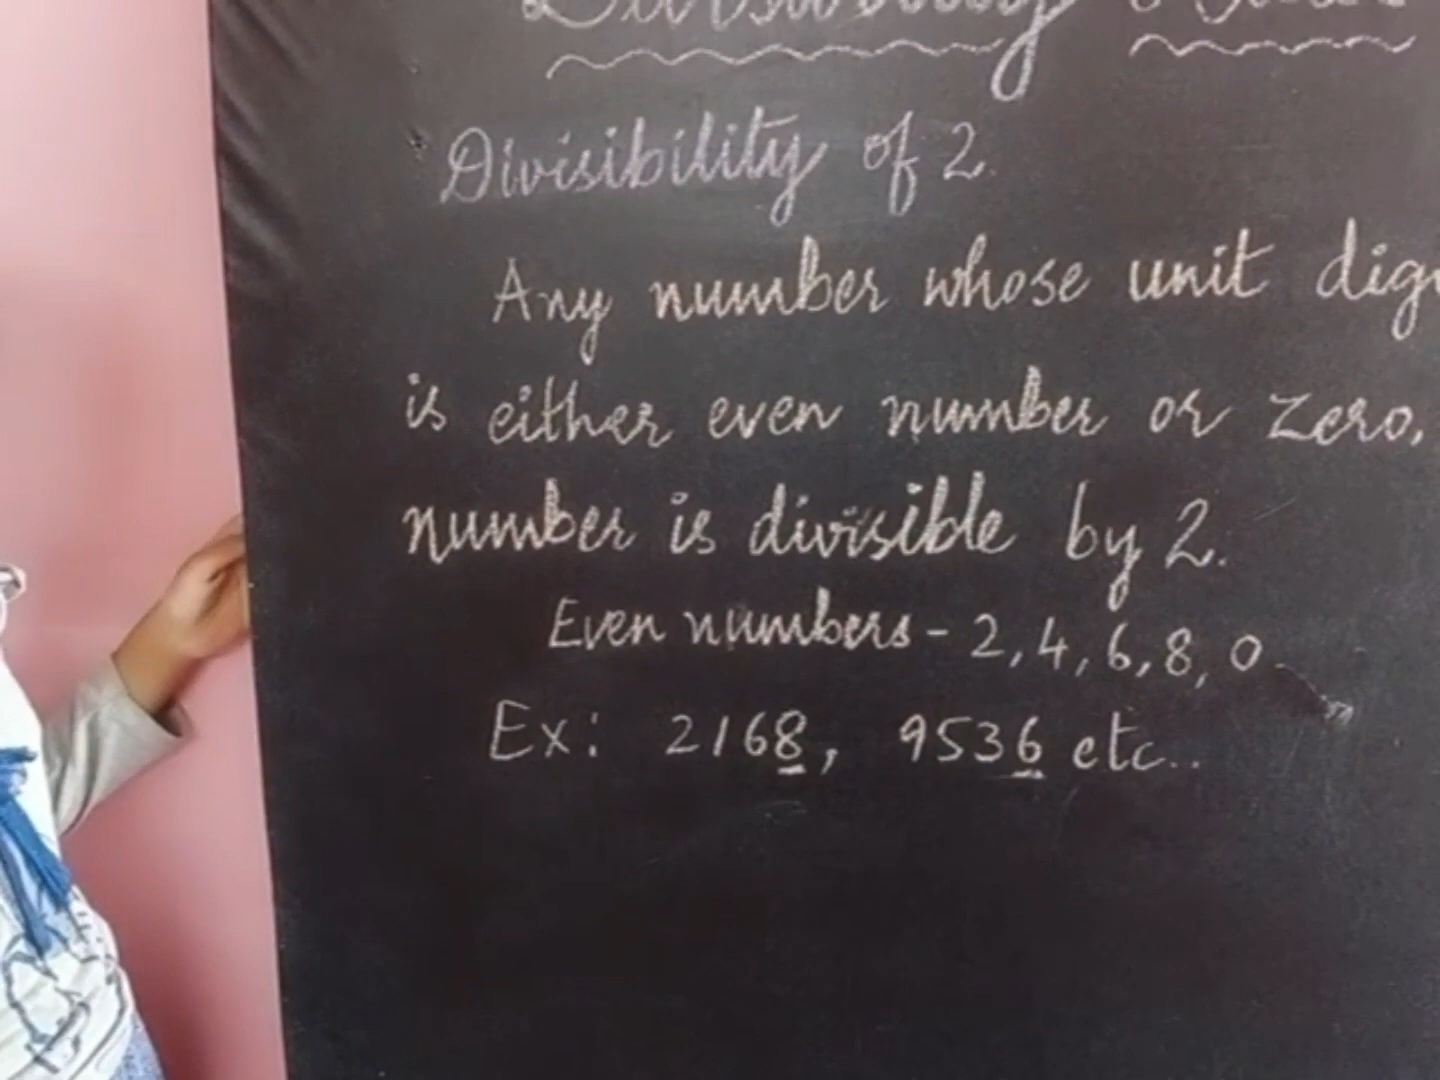 Divisibility
Divisibility of 2
Any number whose unit
is either even number or zero,
number is divisible by 2.
Even numbers - 2, 4, 6, 8, 0
Ex: 2168, 9536 etc..